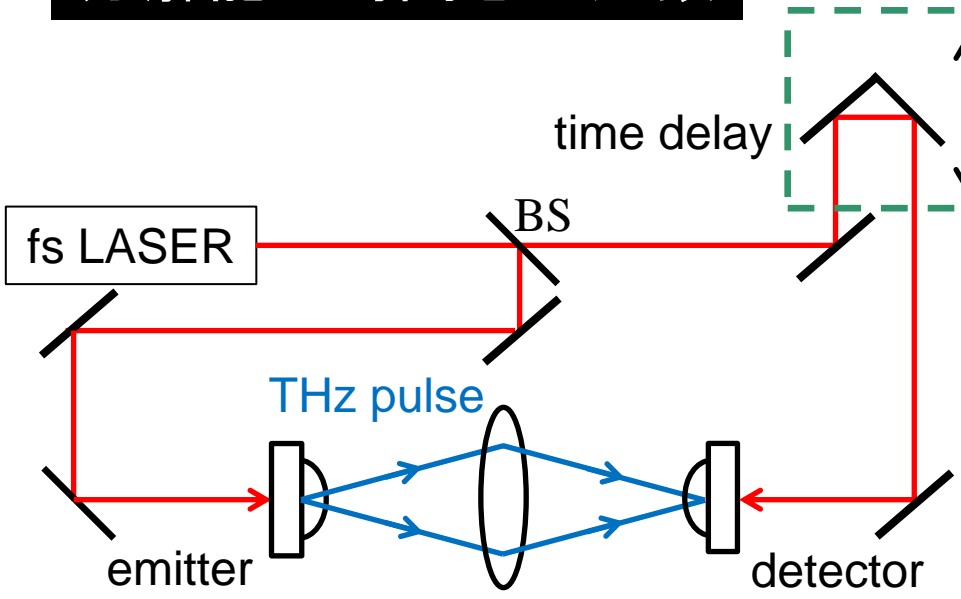 time delay
BS
fs LASER
THz pulse
emitter
detector